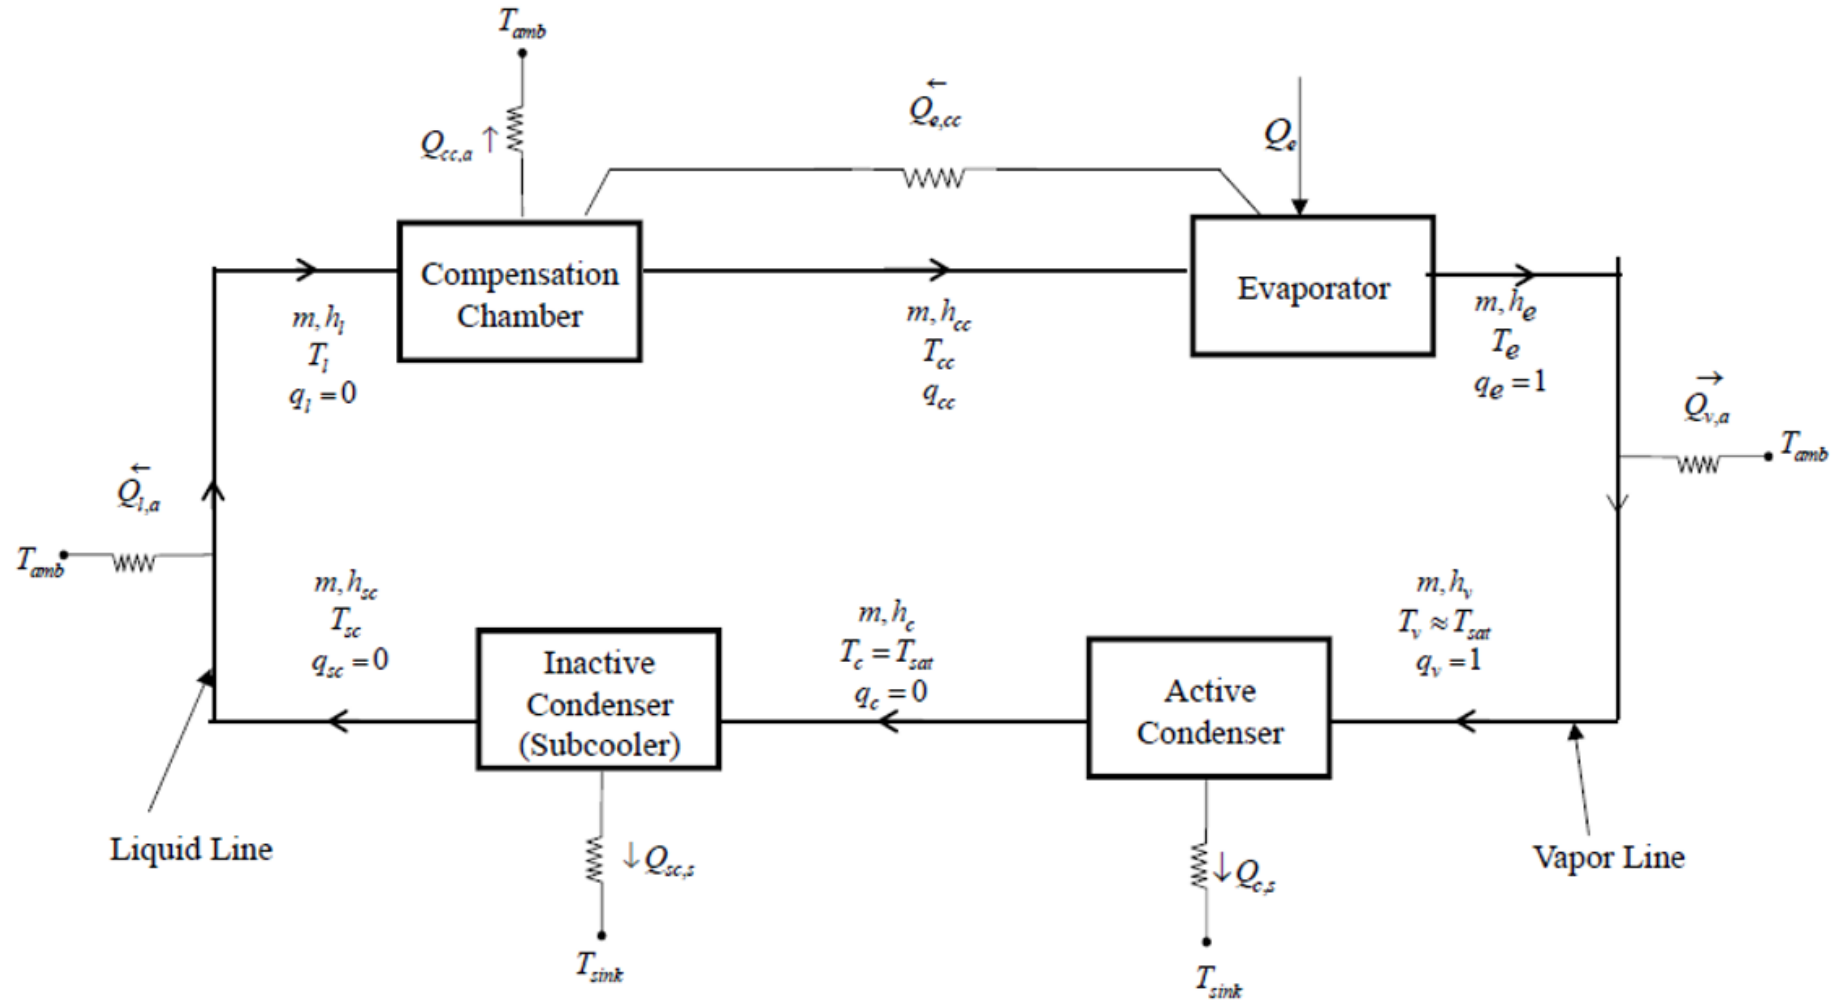 T_amb
Q_cc,a ↑
←
Q_e,cc
Q_e
Compensation
Chamber
Evaporator
m, h_l
T_l
q_l = 0
m, h_cc
T_cc
q_cc
m, h_e
T_e
q_e = 1
→
Q_v,a
T_amb
←
Q_l,a
T_amb
m, h_sc
T_sc
q_sc = 0
Inactive
Condenser
(Subcooler)
m, h_c
T_c = T_sat
q_c = 0
Active
Condenser
m, h_v
T_v ≈ T_sat
q_v = 1
Liquid Line
↓ Q_sc,s
↓ Q_c,s
Vapor Line
T_sink
T_sink